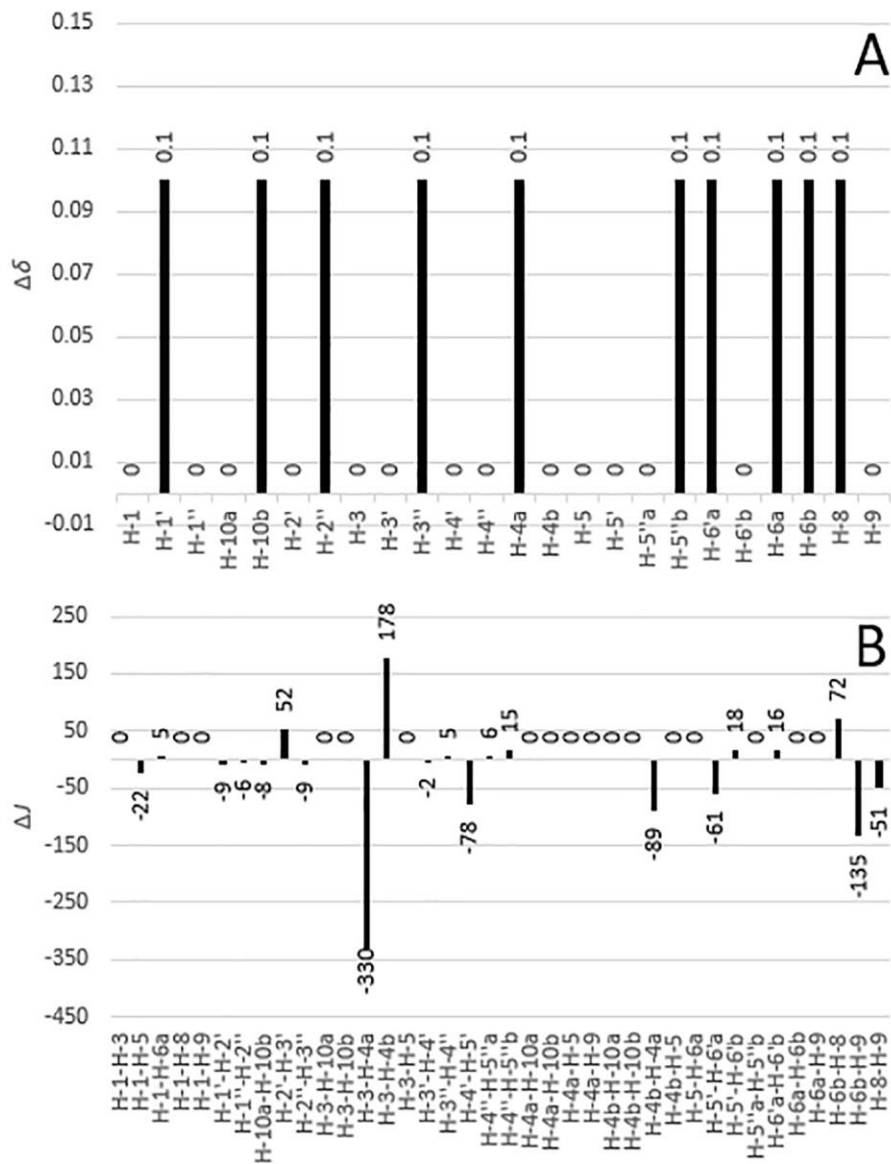 A
Δδ
0.15
0.13
0.11
0.09
0.07
0.05
0.03
0.01
-0.01
0
0.1
0
0
0.1
0
0.1
0
0
0.1
0
0
0.1
0
0
0
0
0.1
0.1
0
0.1
0.1
0.1
0
H-1
H-1'
H-1''
H-10a
H-10b
H-2'
H-2''
H-3
H-3'
H-3''
H-4'
H-4''
H-4a
H-4b
H-5
H-5'
H-5''a
H-5''b
H-6'a
H-6'b
H-6a
H-6b
H-8
H-9
B
ΔJ
250
150
50
-50
-150
-250
-350
-450
0
-22
5
0
0
-9
-6
-8
52
-9
0
0
-330
178
0
-2
5
-78
6
15
0
0
0
0
0
0
-89
0
0
-61
18
0
16
0
0
72
-135
-51
H-1-H-3
H-1-H-5
H-1-H-6a
H-1-H-8
H-1-H-9
H-1'-H-2'
H-1''-H-2''
H-10a-H-10b
H-2'-H-3'
H-2''-H-3''
H-3-H-10a
H-3-H-10b
H-3-H-4a
H-3-H-4b
H-3-H-5
H-3'-H-4'
H-3''-H-4''
H-4'-H-5'
H-4''-H-5''a
H-4''-H-5''b
H-4a-H-10a
H-4a-H-10b
H-4a-H-5
H-4a-H-9
H-4b-H-10a
H-4b-H-10b
H-4b-H-4a
H-4b-H-5
H-5-H-6a
H-5'-H-6'a
H-5'-H-6'b
H-5''a-H-5''b
H-6'a-H-6'b
H-6a-H-6b
H-6a-H-9
H-6b-H-8
H-6b-H-9
H-8-H-9